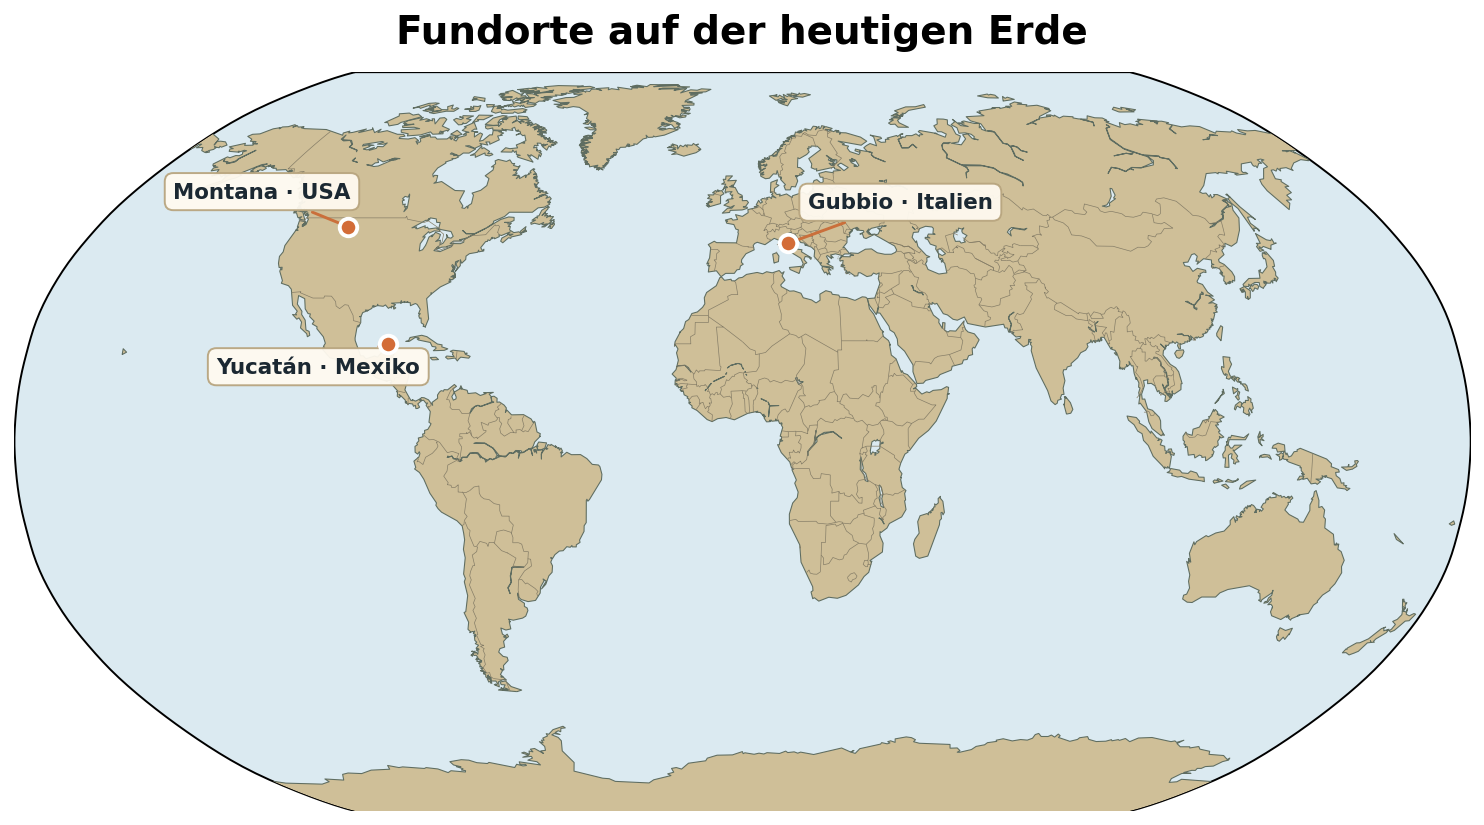 Fundorte auf der heutigen Erde
Montana · USA
Gubbio · Italien
Yucatán · Mexiko